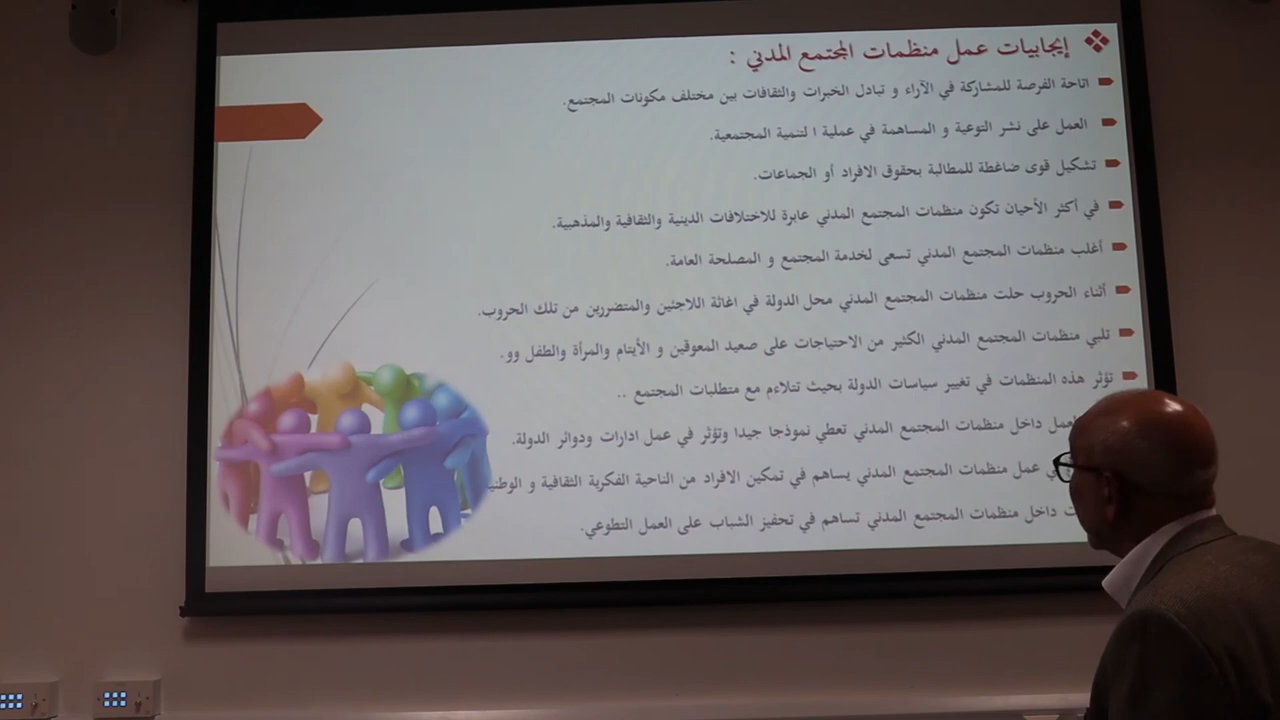 إيجابيات عمل منظمات المجتمع المدني :
اتاحة الفرصة للمشاركة في الآراء و تبادل الخبرات والثقافات بين مختلف مكونات المجتمع.
العمل على نشر التوعية و المساهمة في عملية ا لتنمية المجتمعية.
تشكيل قوى ضاغطة للمطالبة بحقوق الافراد أو الجماعات.
في أكثر الأحيان تكون منظمات المجتمع المدني عابرة للاختلافات الدينية والثقافية والمذهبية.
أغلب منظمات المجتمع المدني تسعى لخدمة المجتمع و المصلحة العامة.
أثناء الحروب حلت منظمات المجتمع المدني محل الدولة في اغاثة اللاجئين والمتضررين من تلك الحروب.
تلبي منظمات المجتمع المدني الكثير من الاحتياجات على صعيد المعوقين و الأيتام والمرأة والطفل وو.
تؤثر هذه المنظمات في تغيير سياسات الدولة بحيث تتلاءم مع متطلبات المجتمع ..
داخل منظمات المجتمع المدني تعطي نموذجا جيدا وتؤثر في عمل ادارات ودوائر الدولة.
عمل منظمات المجتمع المدني يساهم في تمكين الافراد من الناحية الفكرية الثقافية و
داخل منظمات المجتمع المدني تساهم في تحفيز الشباب على العمل التطوعي.